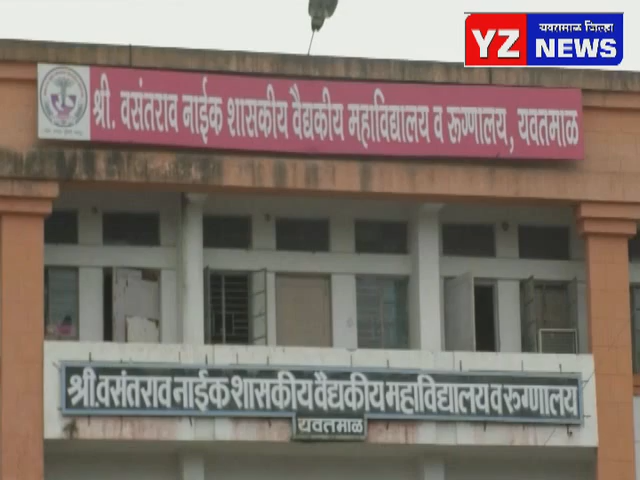 यवतमाळ जिल्हा
YZ NEWS
श्री. वसंतराव नाईक शासकीय वैद्यकीय महाविद्यालय व रूग्णालय, यवतमाळ
श्री.वसंतराव नाईक शासकीय वैद्यकीय महाविद्यालय व रुग्णालय
यवतमाळ